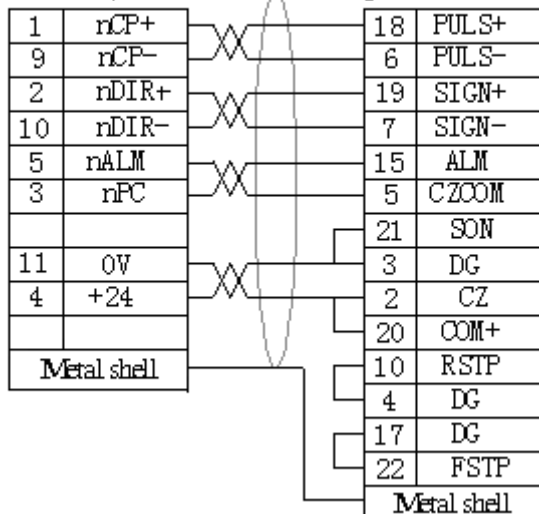 1 nCP+ 18 PULS+
9 nCP- 6 PULS-
2 nDIR+ 19 SIGN+
10 nDIR- 7 SIGN-
5 nALM 15 ALM
3 nPC 5 CZCOM
21 SON
11 0V 3 DG
4 +24 2 CZ
20 COM+
Metal shell 10 RSTP
4 DG
17 DG
22 FSTP
Metal shell